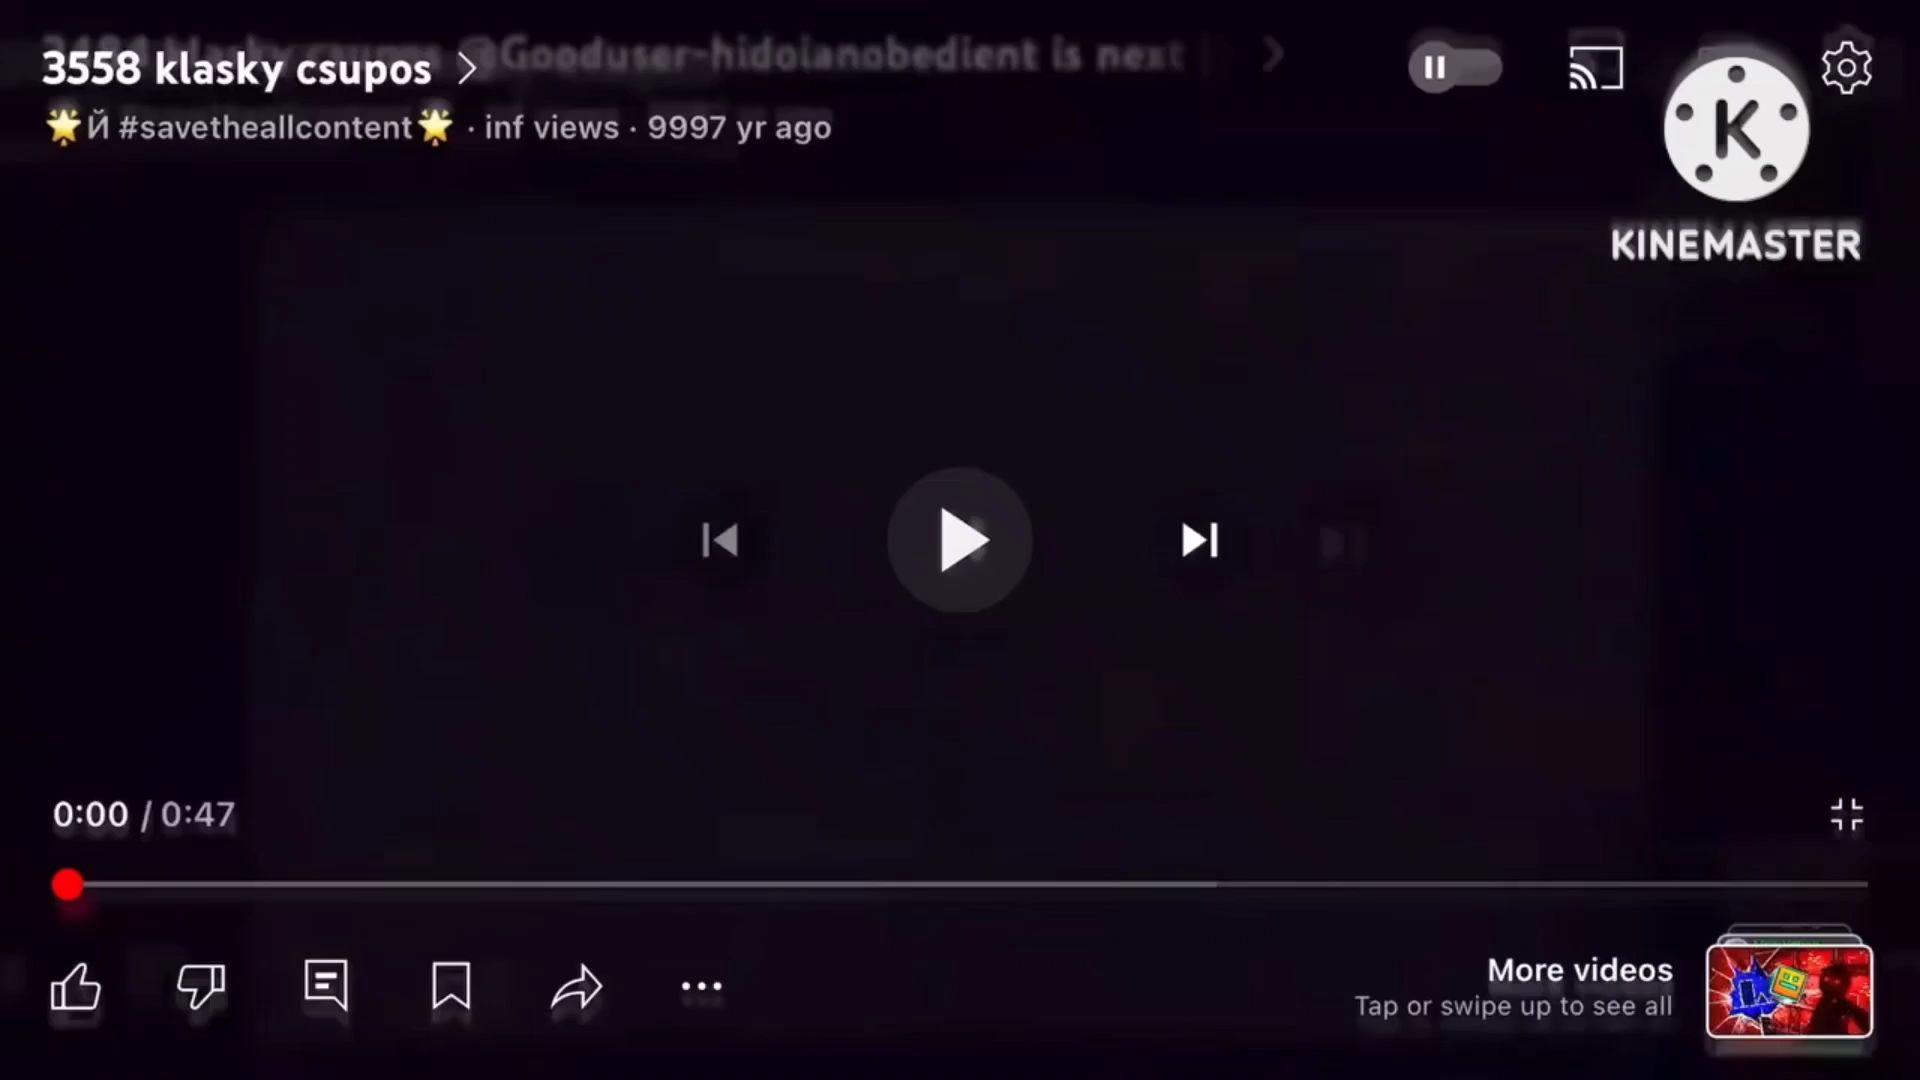 3558 klasky csupos
@Gooduser-hidoianobedient is next
🌟Й #savetheallcontent🌟 · inf views · 9997 yr ago
K
KINEMASTER
0:00 / 0:47
More videos
Tap or swipe up to see all